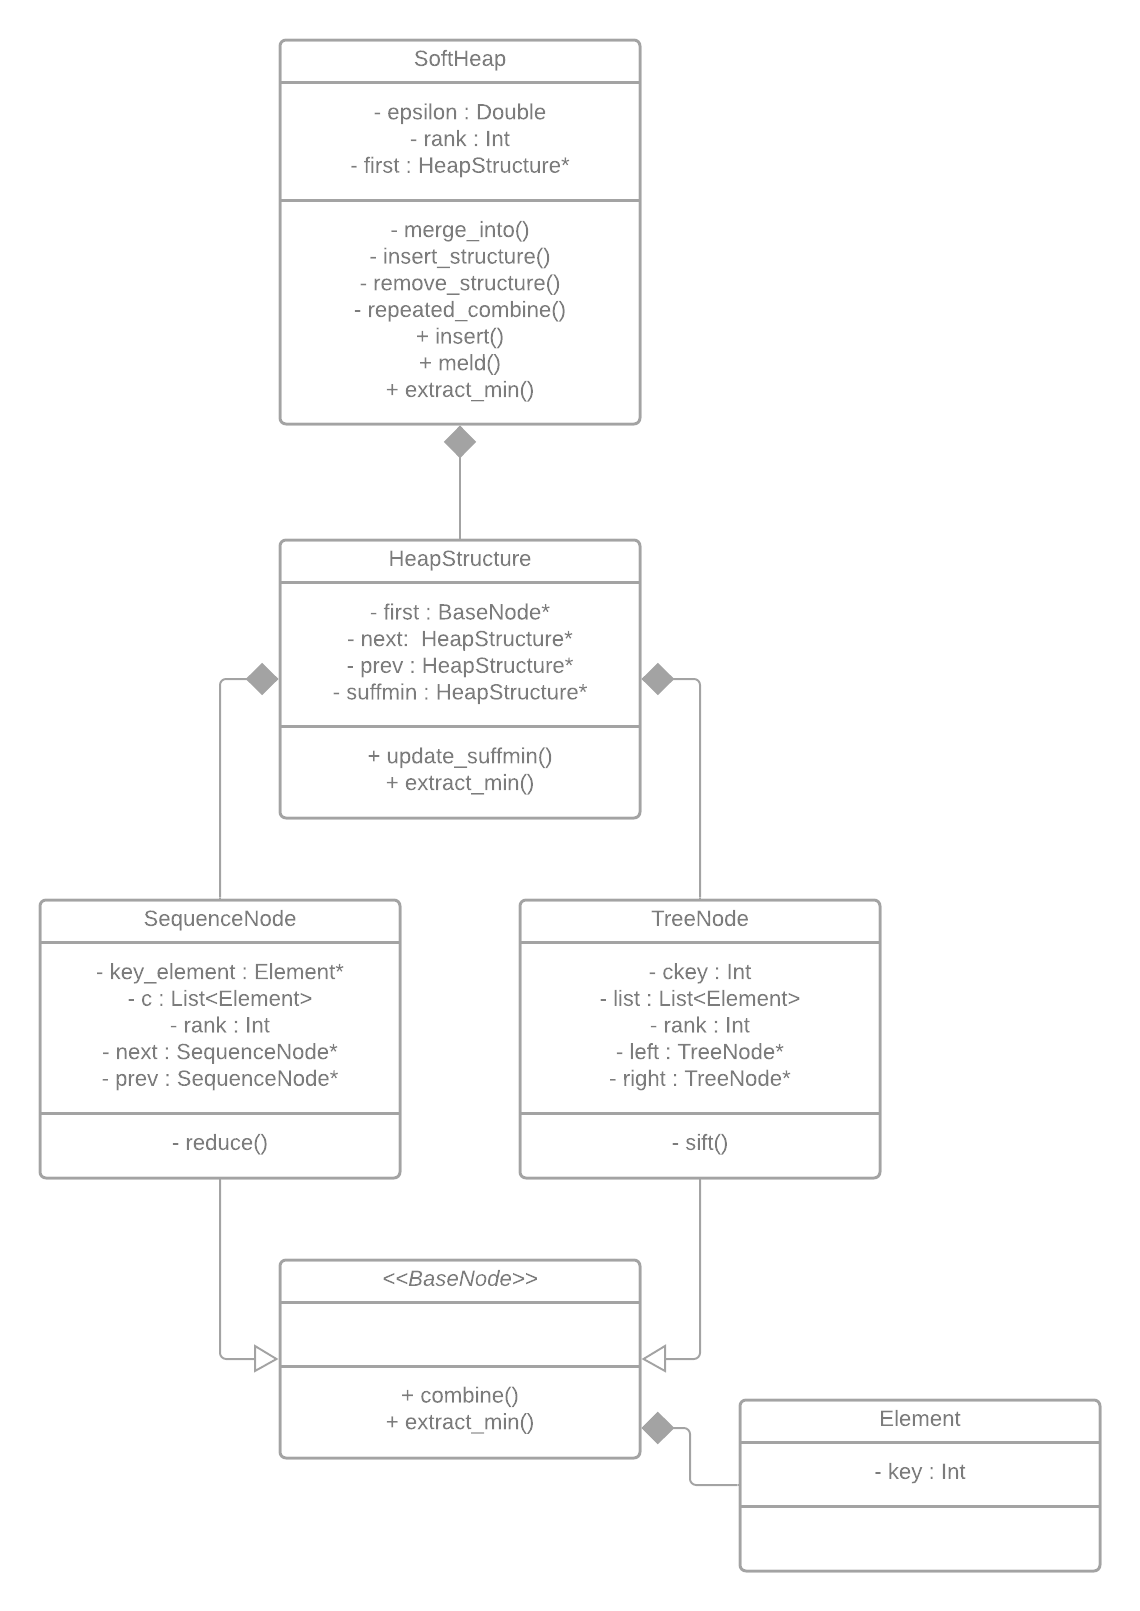 SoftHeap
- epsilon : Double
- rank : Int
- first : HeapStructure*
- merge_into()
- insert_structure()
- remove_structure()
- repeated_combine()
+ insert()
+ meld()
+ extract_min()
HeapStructure
- first : BaseNode*
- next:  HeapStructure*
- prev : HeapStructure*
- suffmin : HeapStructure*
+ update_suffmin()
+ extract_min()
SequenceNode
- key_element : Element*
- c : List<Element>
- rank : Int
- next : SequenceNode*
- prev : SequenceNode*
- reduce()
TreeNode
- ckey : Int
- list : List<Element>
- rank : Int
- left : TreeNode*
- right : TreeNode*
- sift()
<<BaseNode>>
+ combine()
+ extract_min()
Element
- key : Int